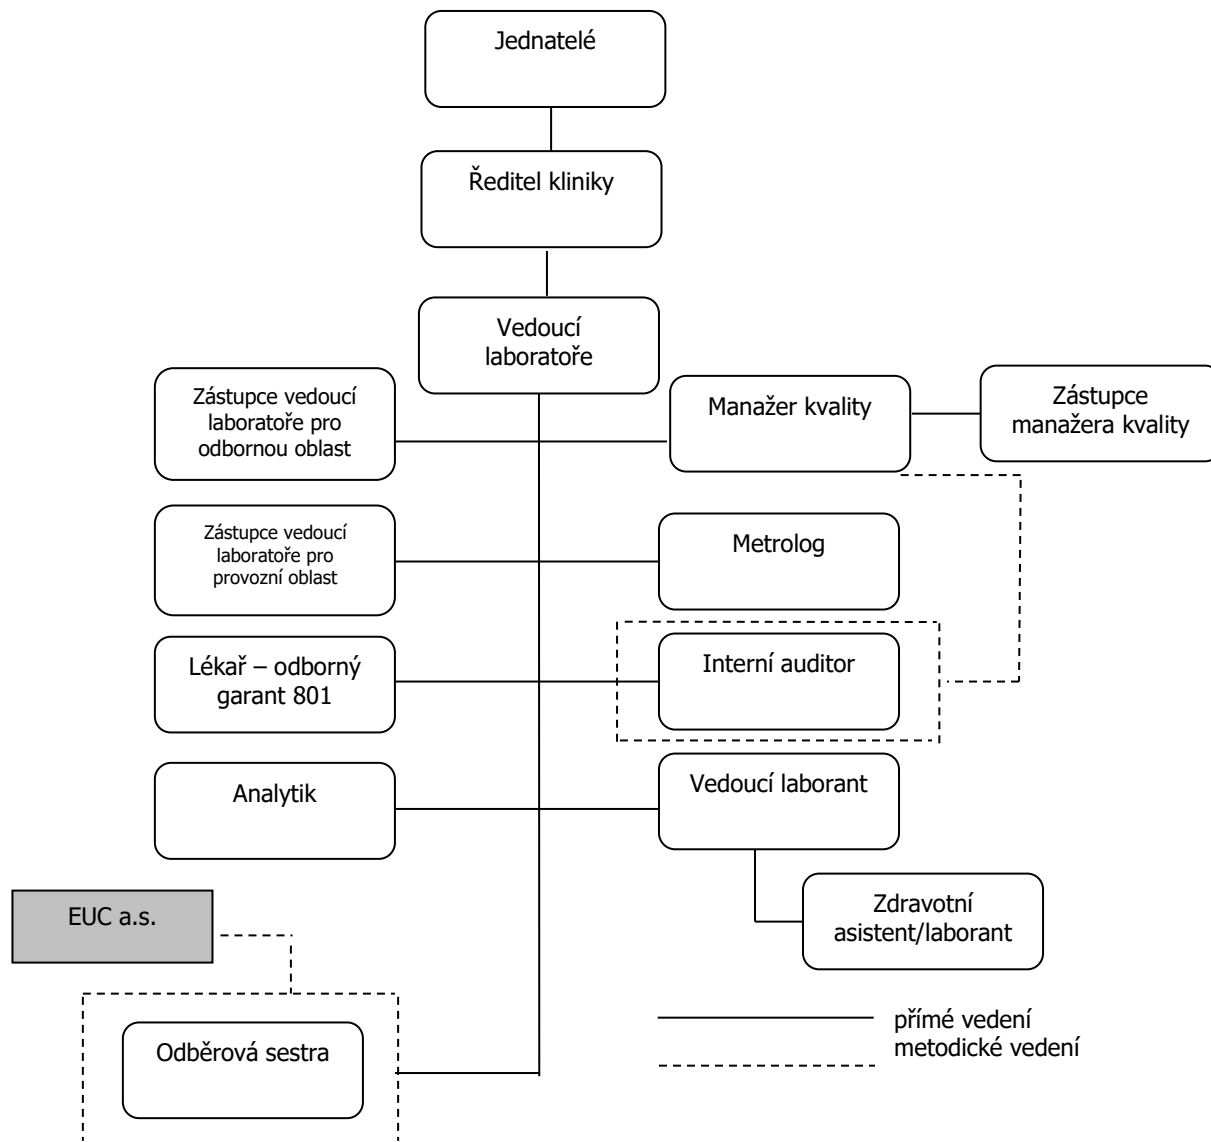 Jednatelé
Ředitel kliniky
Vedoucí
laboratoře
Zástupce vedoucí
laboratoře pro
odbornou oblast
Manažer kvality
Zástupce
manažera kvality
Zástupce vedoucí
laboratoře pro
provozní oblast
Metrolog
Lékař – odborný
garant 801
Interní auditor
Analytik
Vedoucí laborant
EUC a.s.
Zdravotní
asistent/laborant
Odběrová sestra
přímé vedení
metodické vedení